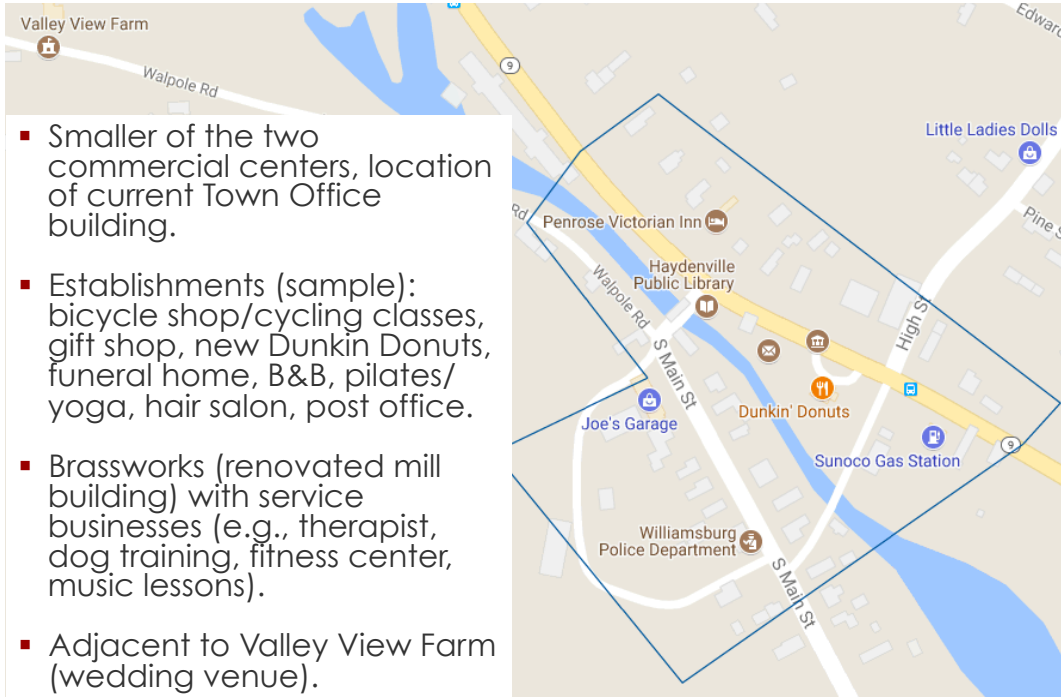 Valley View Farm
Walpole Rd
9
Edward
Little Ladies Dolls
Pine S
▪ Smaller of the two
commercial centers, location
of current Town Office
building.
▪ Establishments (sample):
bicycle shop/cycling classes,
gift shop, new Dunkin Donuts,
funeral home, B&B, pilates/
yoga, hair salon, post office.
▪ Brassworks (renovated mill
building) with service
businesses (e.g., therapist,
dog training, fitness center,
music lessons).
▪ Adjacent to Valley View Farm
(wedding venue).
Rd
Penrose Victorian Inn
Haydenville
Public Library
Walpole Rd
S Main St
High St
Dunkin' Donuts
Joe's Garage
9
Sunoco Gas Station
Williamsburg
Police Department
S Main St